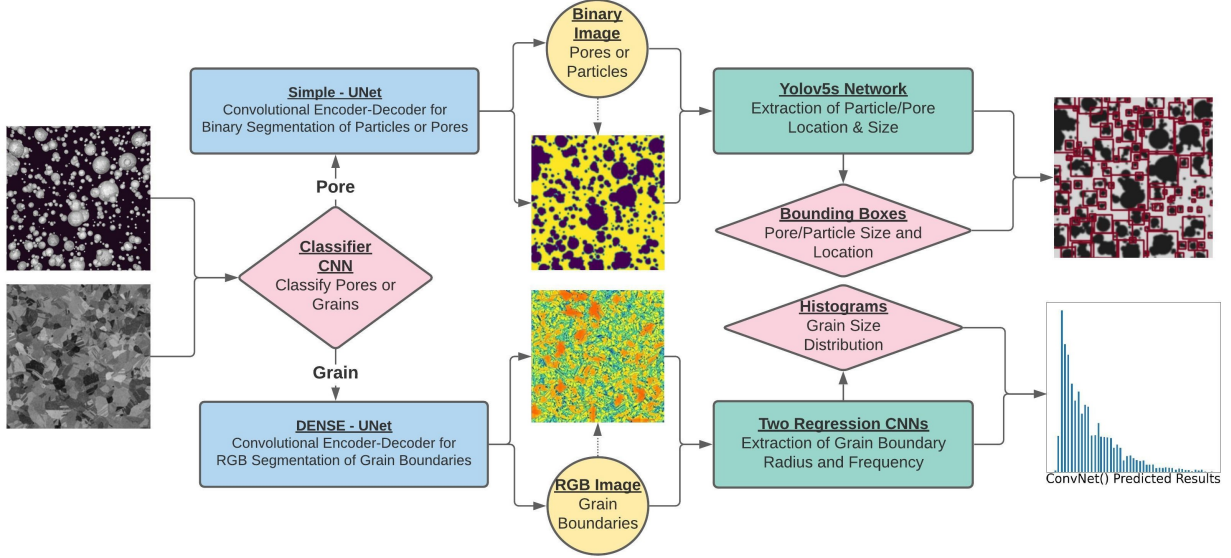 Binary
Image
Pores or
Particles
Simple - UNet
Convolutional Encoder-Decoder for
Binary Segmentation of Particles or Pores
Yolov5s Network
Extraction of Particle/Pore
Location & Size
Pore
Classifier
CNN
Classify Pores or
Grains
Bounding Boxes
Pore/Particle Size and
Location
Histograms
Grain Size
Distribution
Grain
DENSE - UNet
Convolutional Encoder-Decoder for
RGB Segmentation of Grain Boundaries
Two Regression CNNs
Extraction of Grain Boundary
Radius and Frequency
RGB Image
Grain
Boundaries
ConvNet() Predicted Results